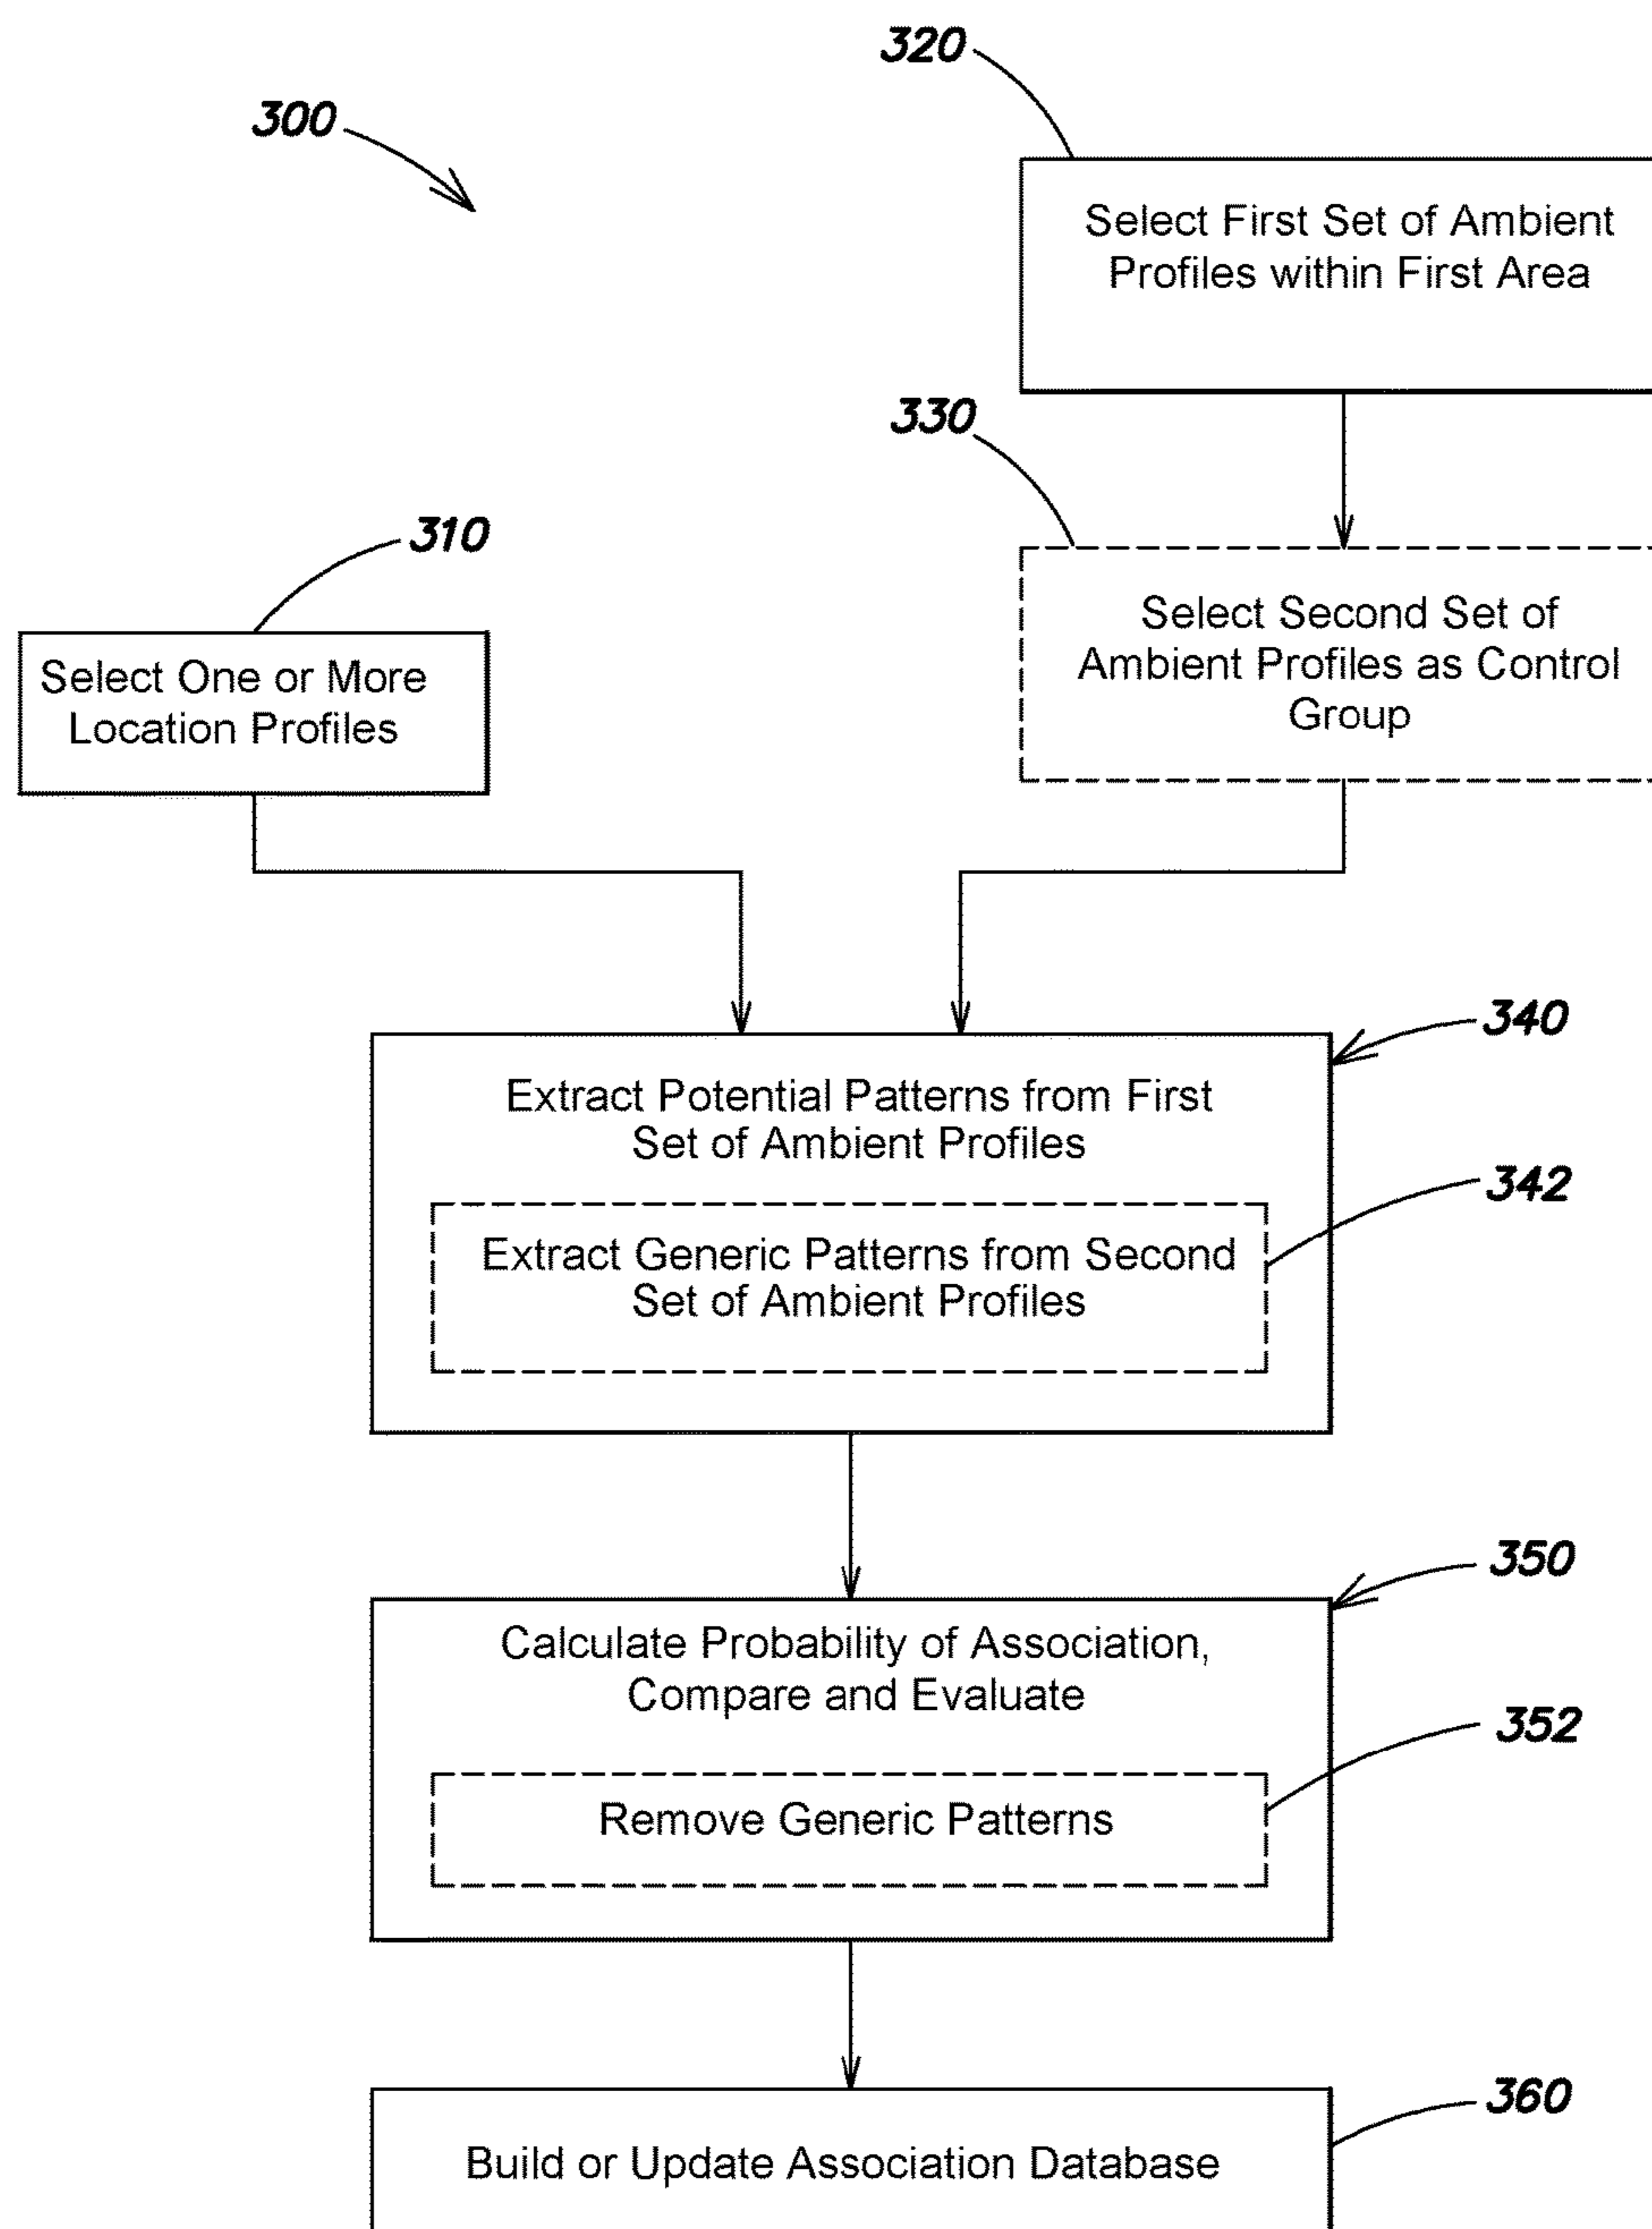 320
300
Select First Set of Ambient
Profiles within First Area
330
310
Select Second Set of
Ambient Profiles as Control
Group
Select One or More
Location Profiles
340
Extract Potential Patterns from First
Set of Ambient Profiles
342
Extract Generic Patterns from Second
Set of Ambient Profiles
350
Calculate Probability of Association,
Compare and Evaluate
352
Remove Generic Patterns
360
Build or Update Association Database